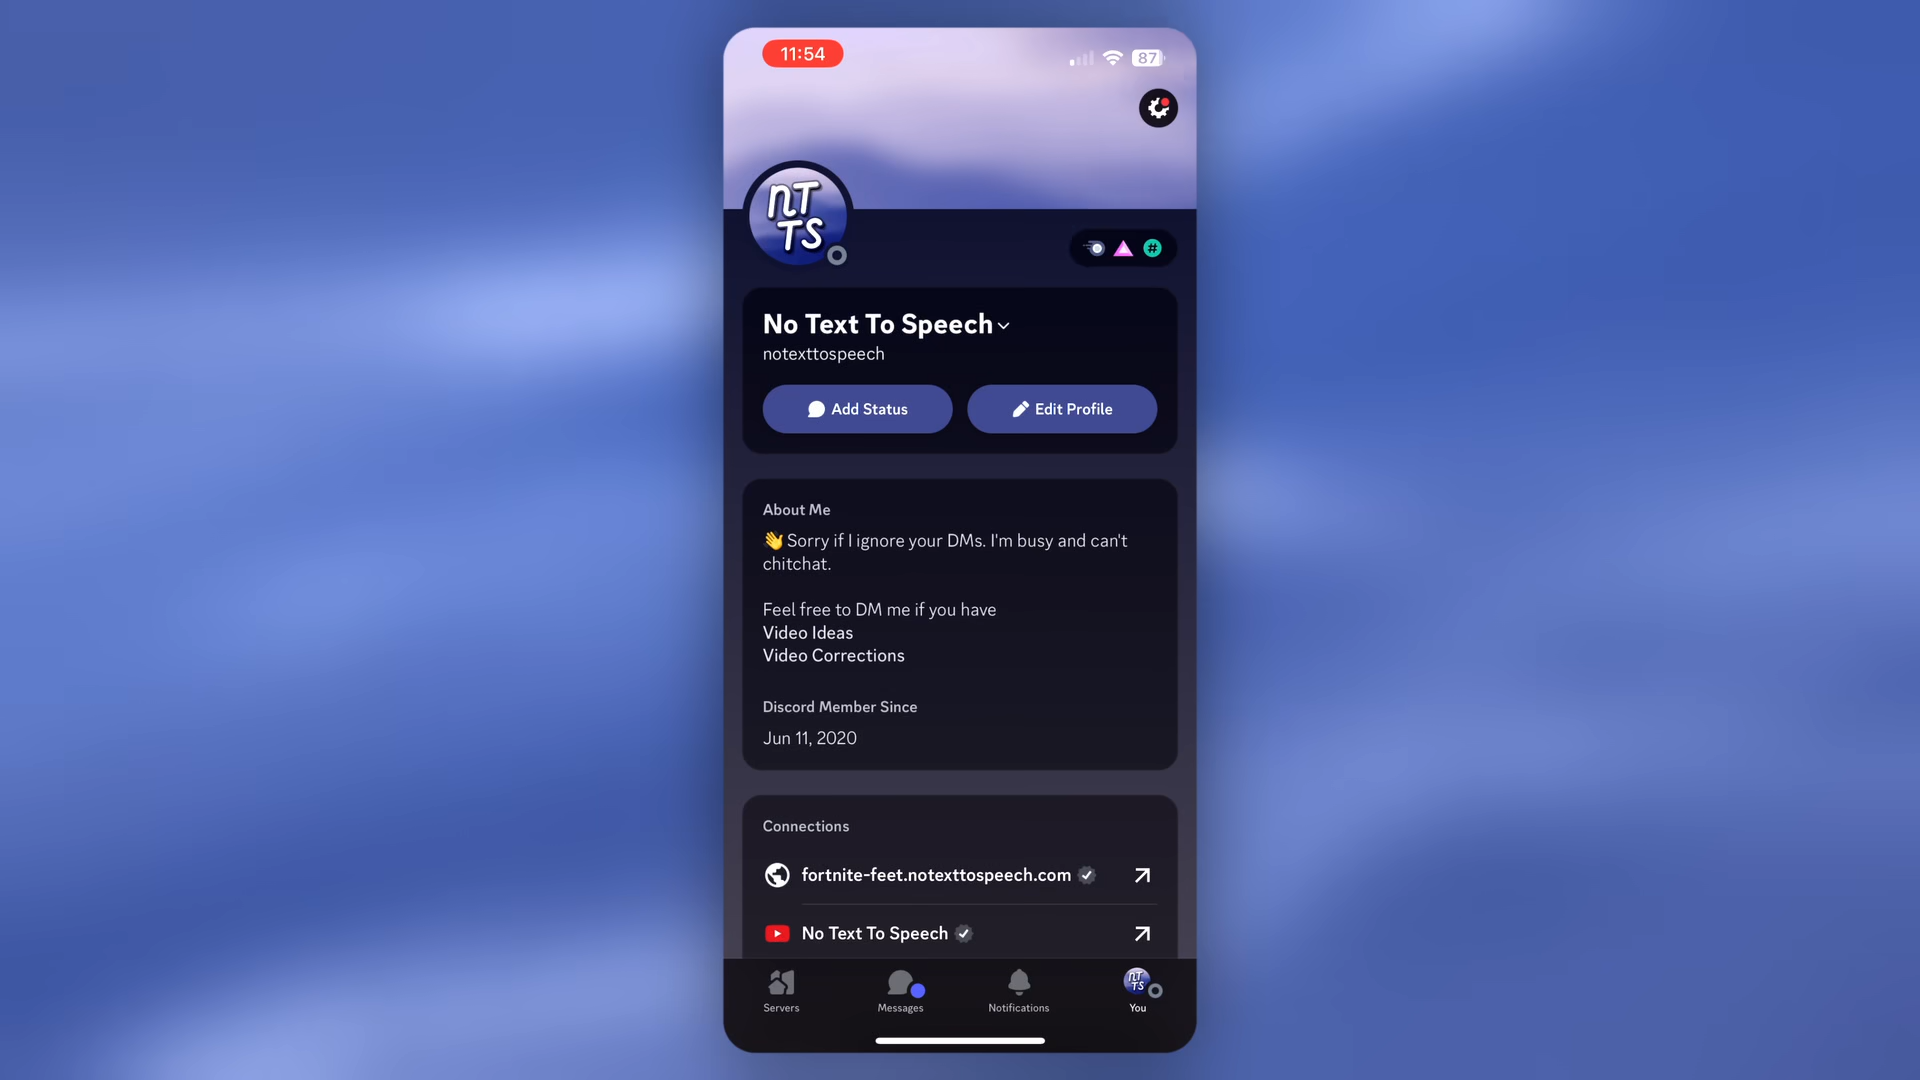 11:54
87
nT
TS
#
No Text To Speech
notexttospeech
Add Status
Edit Profile
About Me
👋 Sorry if I ignore your DMs. I'm busy and can't
chitchat.
Feel free to DM me if you have
Video Ideas
Video Corrections
Discord Member Since
Jun 11, 2020
Connections
fortnite-feet.notexttospeech.com
No Text To Speech
nT
TS
Servers
Messages
Notifications
You